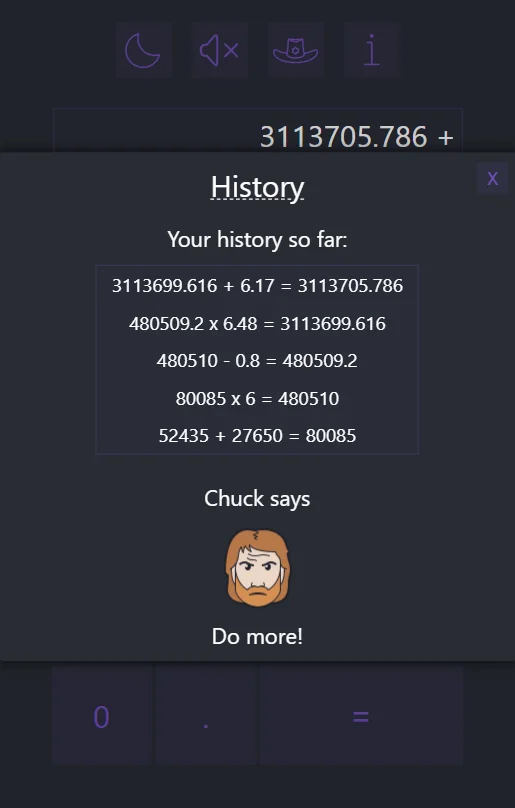 3113705.786 +
History
X
Your history so far:
3113699.616 + 6.17 = 3113705.786
480509.2 x 6.48 = 3113699.616
480510 - 0.8 = 480509.2
80085 x 6 = 480510
52435 + 27650 = 80085
Chuck says
Do more!
0 . =